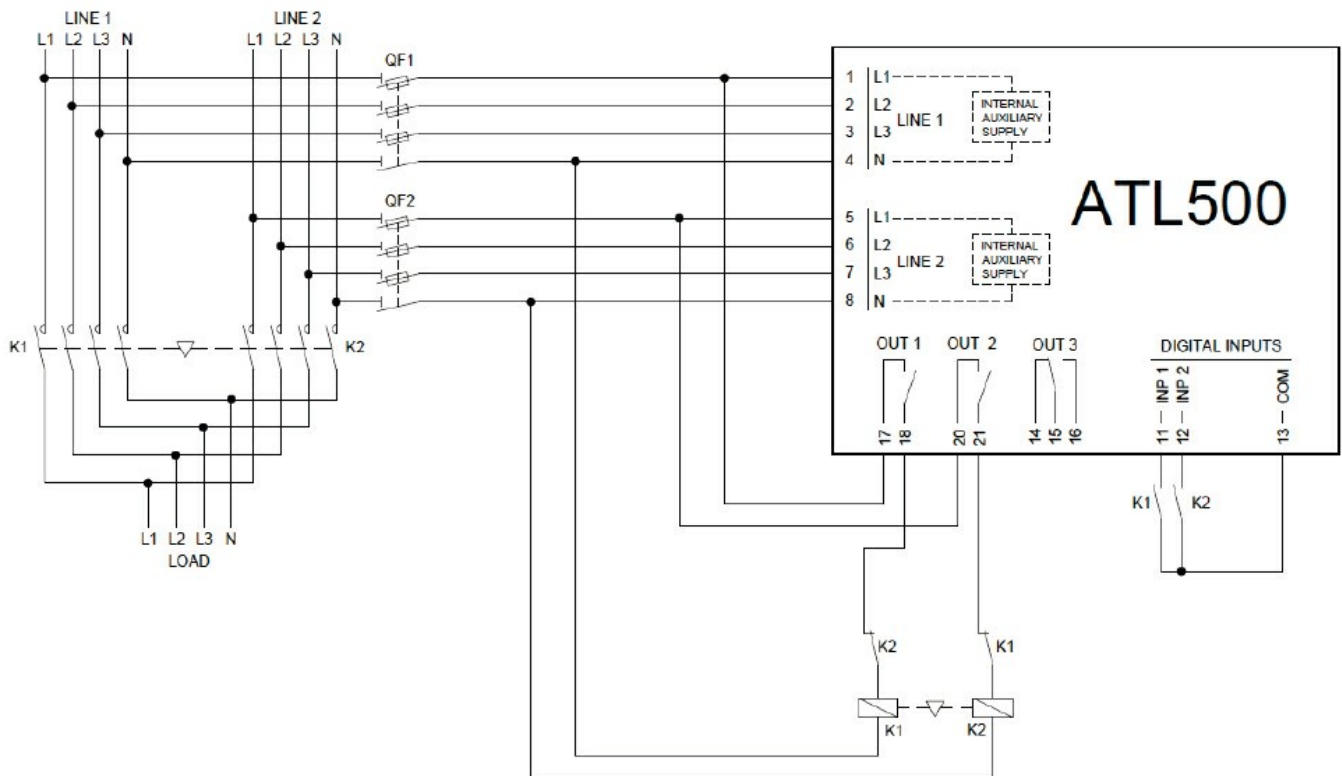 LINE 1 LINE 2
L1 L2 L3 N L1 L2 L3 N
QF1
1 L1
2 L2
3 L3
4 N
LINE 1
INTERNAL
AUXILIARY
SUPPLY
ATL500
QF2
5 L1
6 L2
7 L3
8 N
LINE 2
INTERNAL
AUXILIARY
SUPPLY
K1 K2
OUT 1 OUT 2 OUT 3 DIGITAL INPUTS
INP 1 INP 2 COM
17 18 20 21 14 15 16 11 12 13
K1 K2
L1 L2 L3 N
LOAD
K2 K1
K1 K2